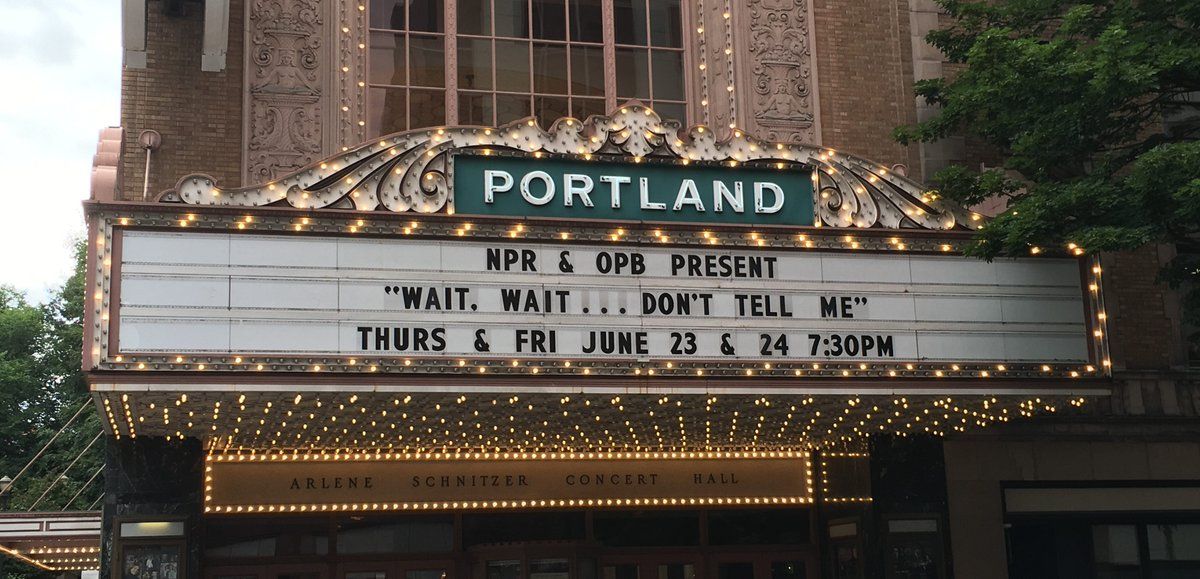 PORTLAND
NPR & OPB PRESENT
"WAIT, WAIT... DON'T TELL ME"
THURS & FRI JUNE 23 & 24 7:30PM
ARLENE SCHNITZER CONCERT HALL